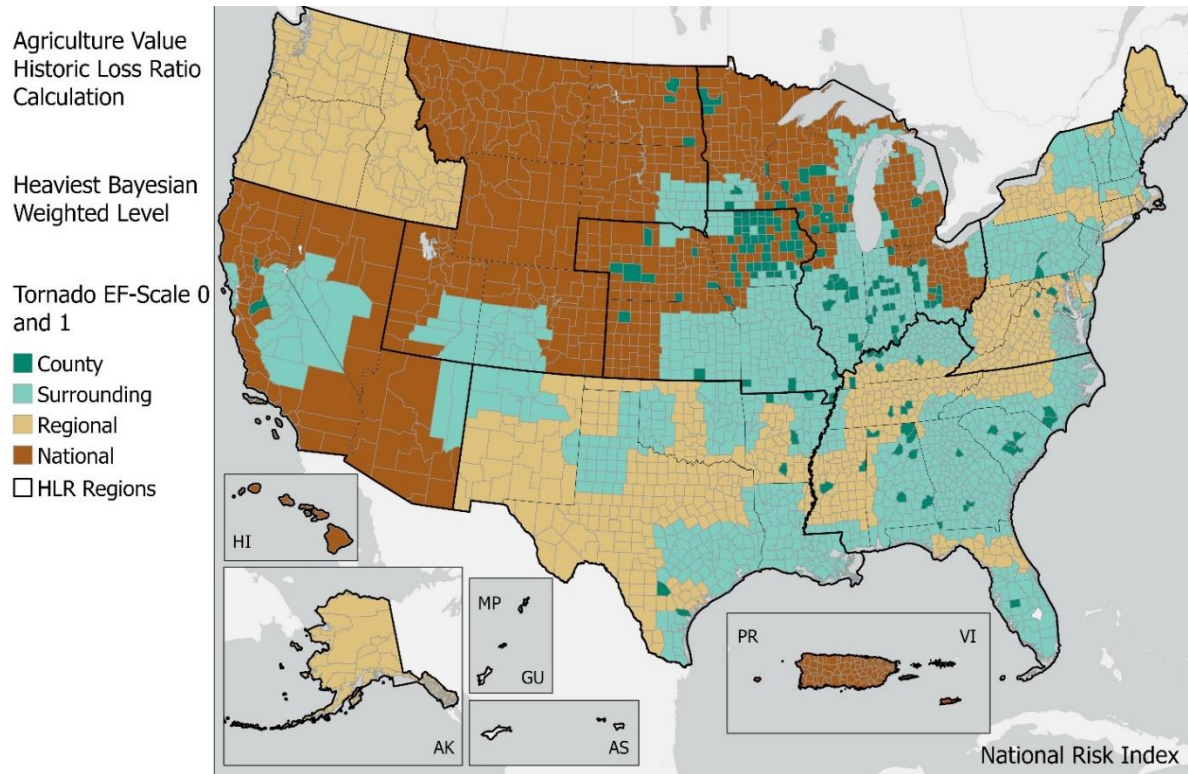 Agriculture Value
Historic Loss Ratio
Calculation
Heaviest Bayesian
Weighted Level
Tornado EF-Scale 0
and 1
County
Surrounding
Regional
National
HLR Regions
HI
AK
MP
GU
AS
PR
VI
National Risk Index